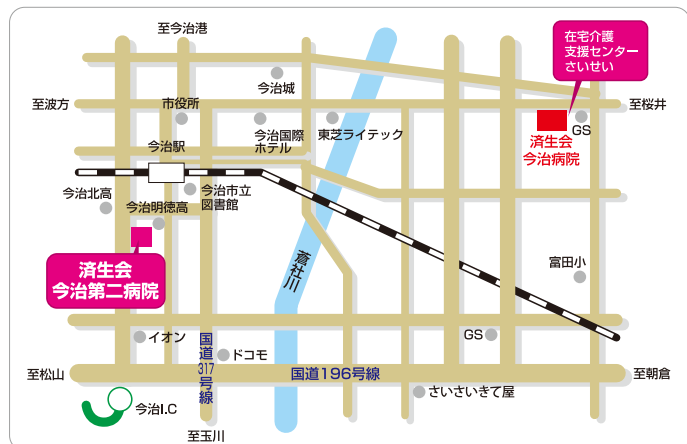 至今治港
在宅介護
支援センター
さいせい
今治城
至波方
至桜井
市役所
今治国際
ホテル
東芝ライテック
GS
済生会
今治病院
今治駅
今治北高
今治市立
図書館
今治明徳高
蒼社川
済生会
今治第二病院
富田小
イオン
国道317号線
ドコモ
GS
至松山
国道196号線
至朝倉
今治I.C
さいさいきて屋
至玉川